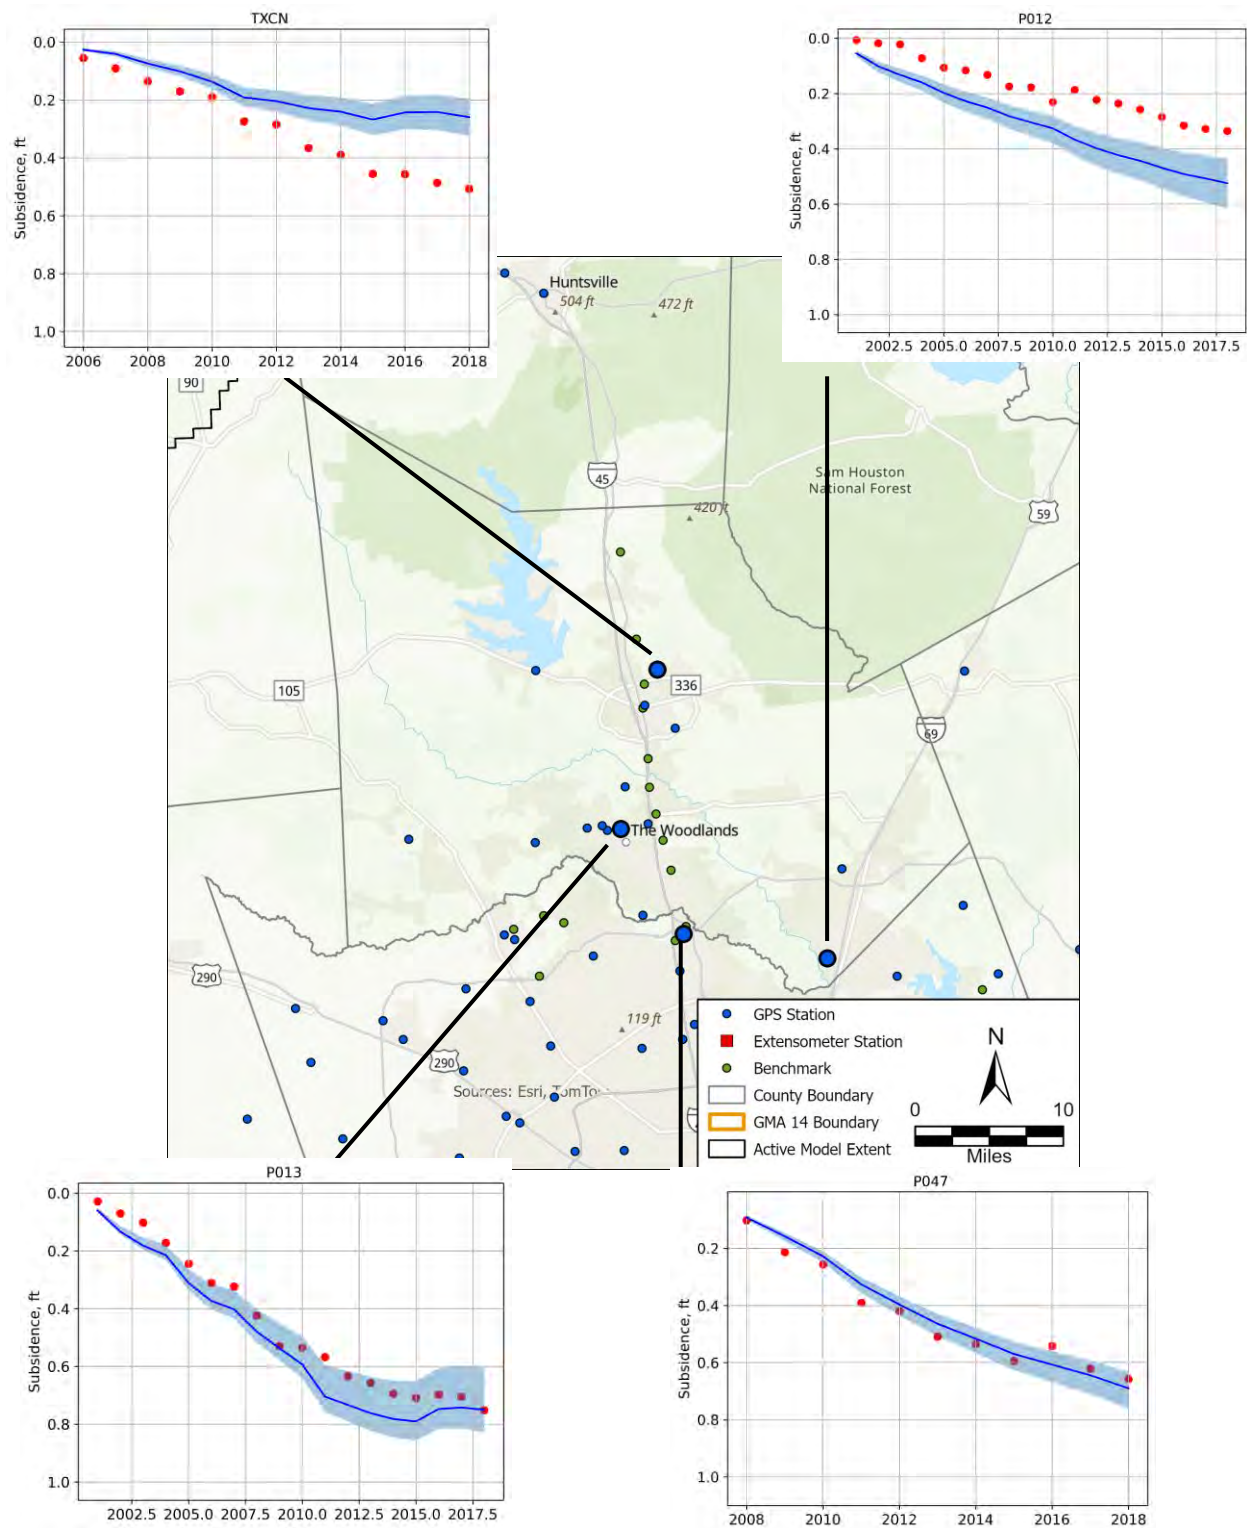 TXCN
0.0
0.2
0.4
0.6
0.8
1.0
Subsidence, ft
2006 2008 2010 2012 2014 2016 2018
P012
0.0
0.2
0.4
0.6
0.8
1.0
Subsidence, ft
2002.5 2005.0 2007.5 2010.0 2012.5 2015.0 2017.5
Huntsville
504 ft
472 ft
90
45
Sam Houston
National Forest
420 ft
59
105
336
69
The Woodlands
290
119 ft
290
Sources: Esri, TomTo
GPS Station
Extensometer Station
Benchmark
County Boundary
GMA 14 Boundary
Active Model Extent
N
0 10
Miles
P013
0.0
0.2
0.4
0.6
0.8
1.0
Subsidence, ft
2002.5 2005.0 2007.5 2010.0 2012.5 2015.0 2017.5
P047
0.2
0.4
0.6
0.8
1.0
Subsidence, ft
2008 2010 2012 2014 2016 2018